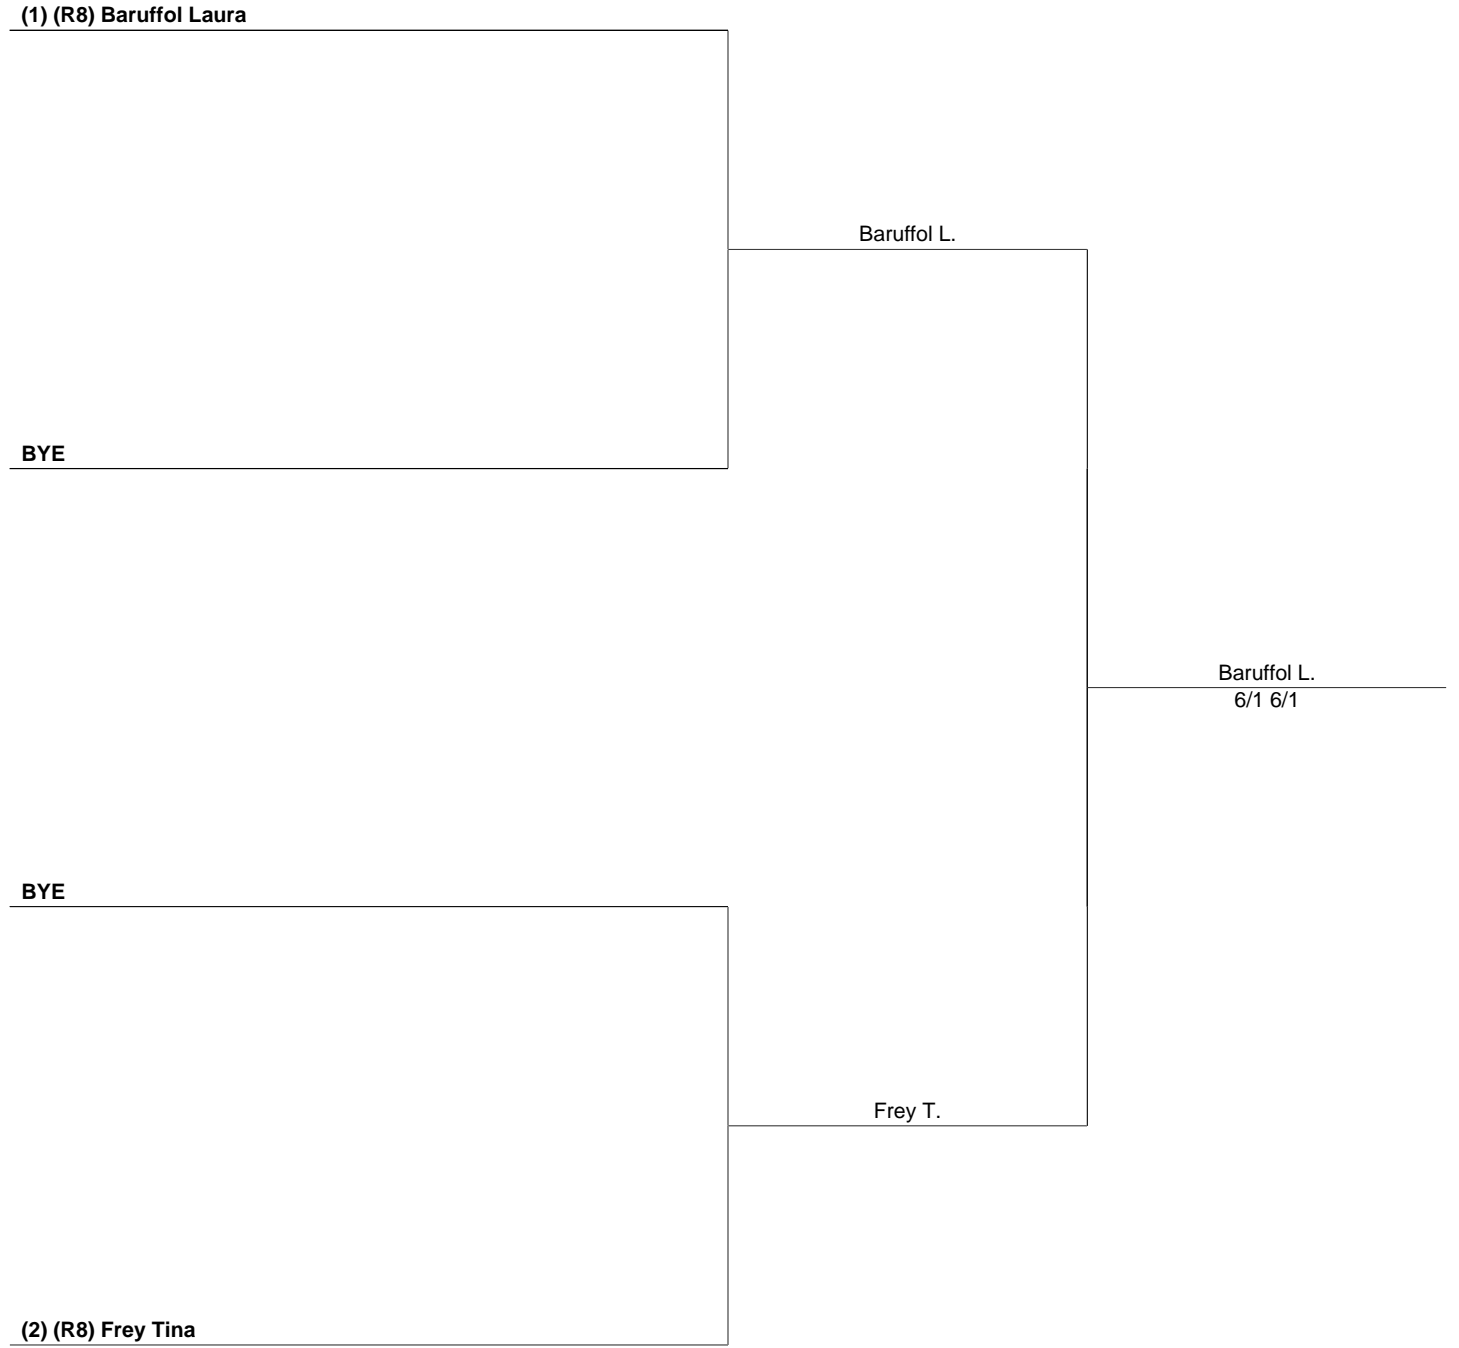 (1) (R8) Baruffol Laura
Baruffol L.
BYE
Baruffol L.
6/1 6/1
BYE
Frey T.
(2) (R8) Frey Tina